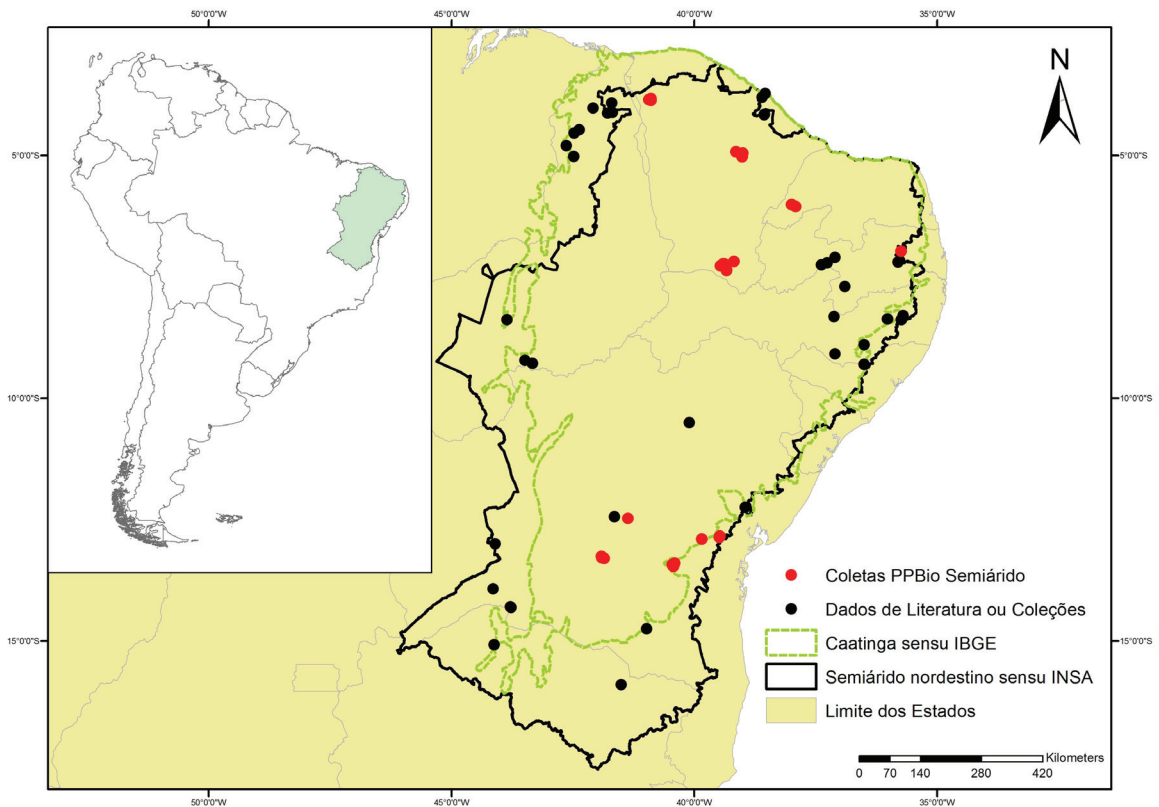 50°0'0"W
45°0'0"W
40°0'0"W
35°0'0"W
N
5°0'0"S
5°0'0"S
10°0'0"S
10°0'0"S
15°0'0"S
15°0'0"S
Coletas PPBio Semiárido
Dados de Literatura ou Coleções
Caatinga sensu IBGE
Semiárido nordestino sensu INSA
Limite dos Estados
Kilometers
0 70 140 280 420
50°0'0"W
45°0'0"W
40°0'0"W
35°0'0"W